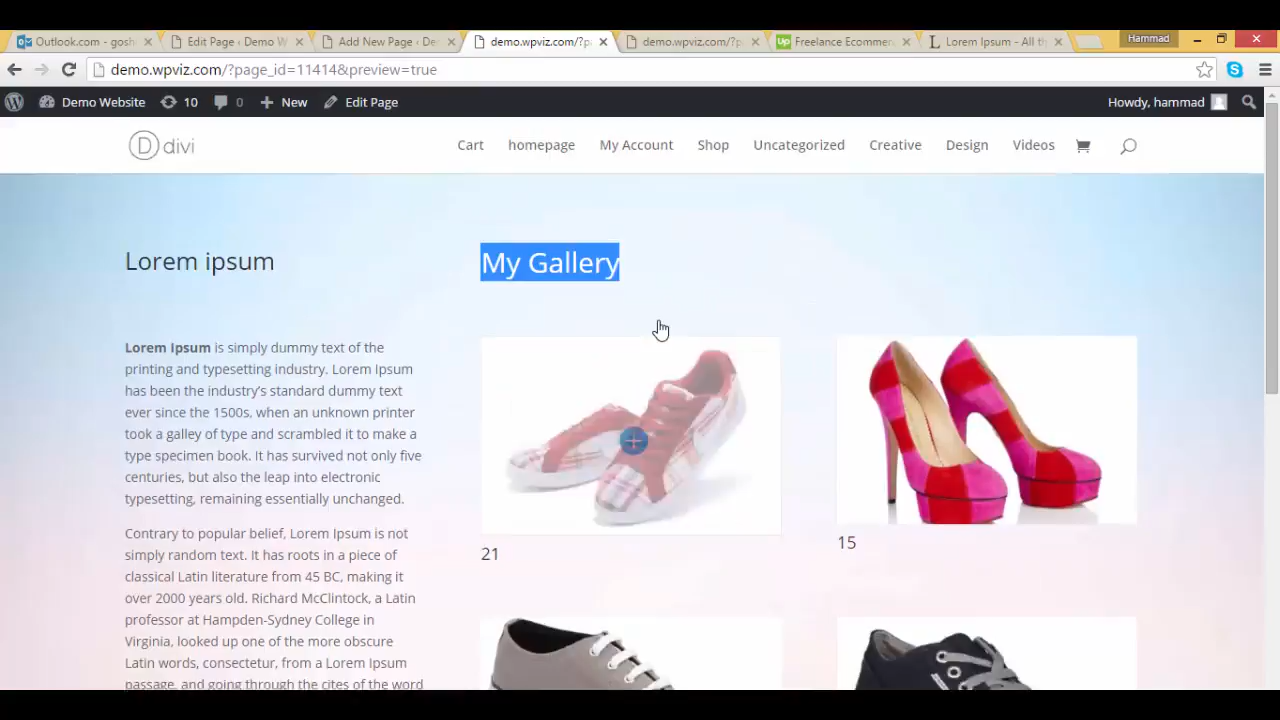 Outlook.com - gosh
Edit Page ‹ Demo W
Add New Page ‹ De
demo.wpviz.com/?p
demo.wpviz.com/?p
Up Freelance Ecommer
L Lorem Ipsum - All th
Hammad
demo.wpviz.com/?page_id=11414&preview=true
Demo Website 10 0 New Edit Page Howdy, hammad
D divi Cart homepage My Account Shop Uncategorized Creative Design Videos
Lorem ipsum
Lorem Ipsum is simply dummy text of the
printing and typesetting industry. Lorem Ipsum
has been the industry's standard dummy text
ever since the 1500s, when an unknown printer
took a galley of type and scrambled it to make a
type specimen book. It has survived not only five
centuries, but also the leap into electronic
typesetting, remaining essentially unchanged.
Contrary to popular belief, Lorem Ipsum is not
simply random text. It has roots in a piece of
classical Latin literature from 45 BC, making it
over 2000 years old. Richard McClintock, a Latin
professor at Hampden-Sydney College in
Virginia, looked up one of the more obscure
Latin words, consectetur, from a Lorem Ipsum
passage, and going through the cites of the word
My Gallery
21
15